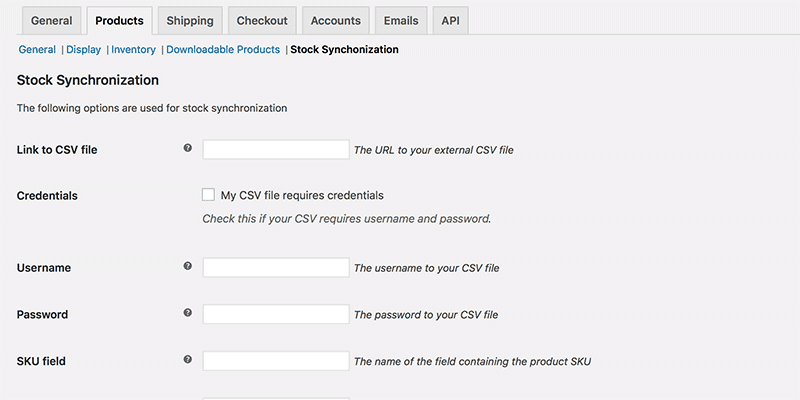 General Products Shipping Checkout Accounts Emails API
General | Display | Inventory | Downloadable Products | Stock Synchonization
Stock Synchronization
The following options are used for stock synchronization
Link to CSV file ? The URL to your external CSV file
Credentials My CSV file requires credentials
Check this if your CSV requires username and password.
Username ? The username to your CSV file
Password ? The password to your CSV file
SKU field ? The name of the field containing the product SKU